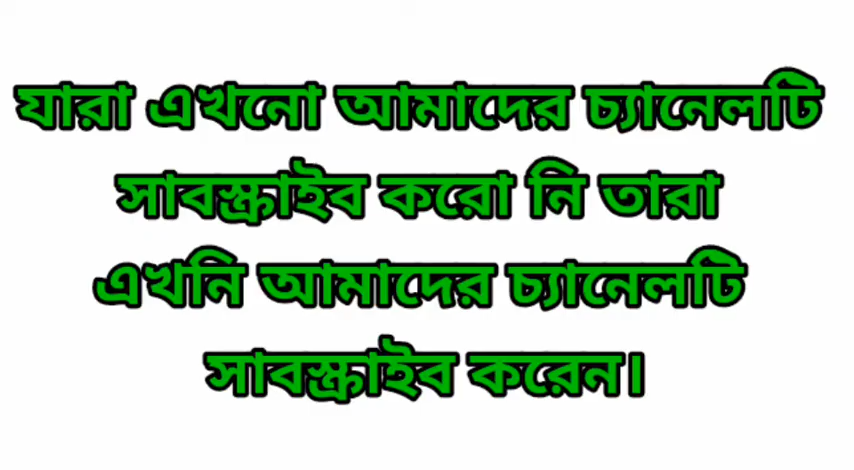 যারা এখনো আমাদের চ্যানেলটি
সাবস্ক্রাইব করো নি তারা
এখনি আমাদের চ্যানেলটি
সাবস্ক্রাইব করেন।